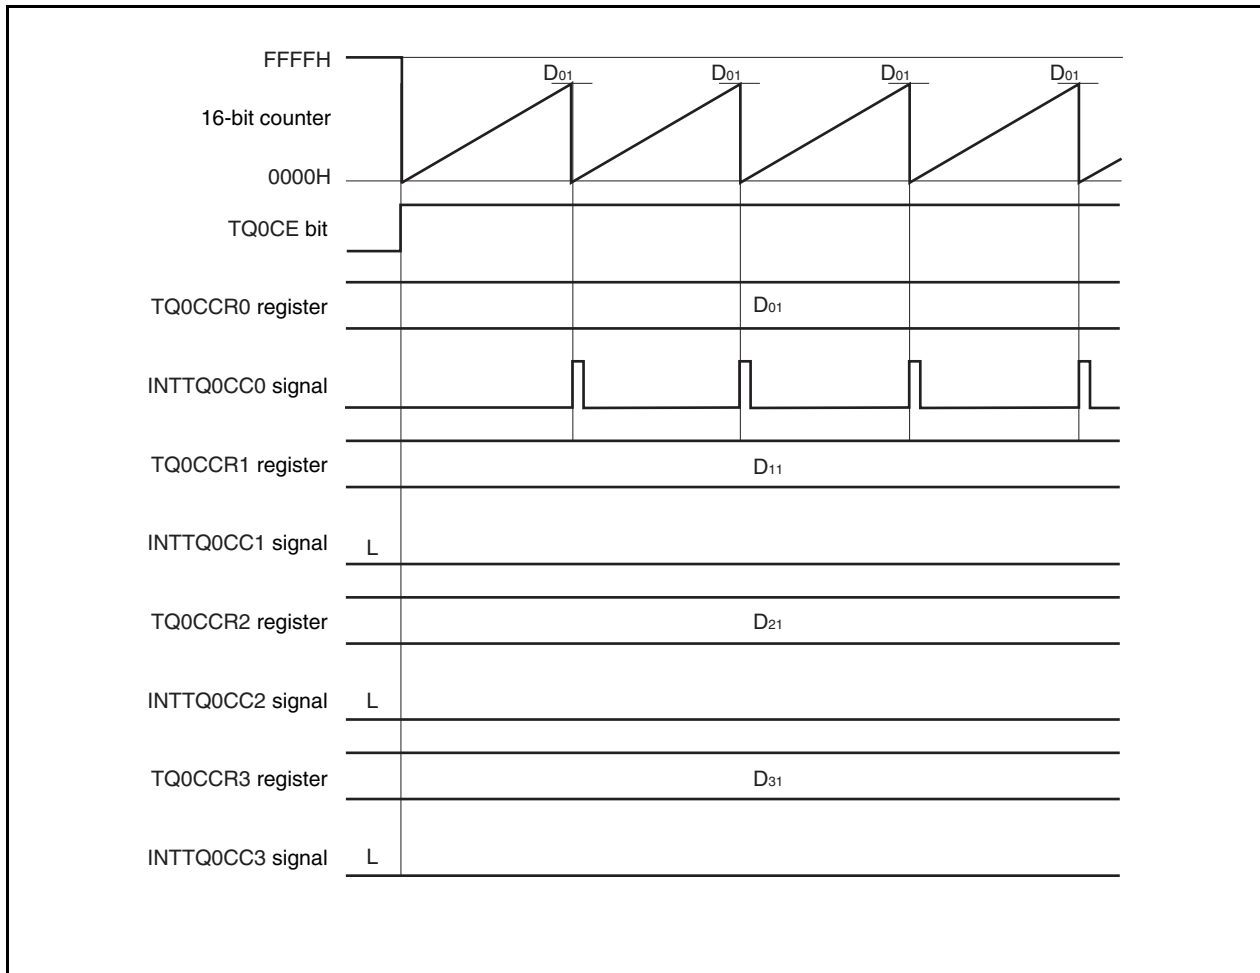 FFFFH
D01 D01 D01 D01
16-bit counter
0000H
TQ0CE bit
TQ0CCR0 register D01
INTTQ0CC0 signal
TQ0CCR1 register D11
INTTQ0CC1 signal L
TQ0CCR2 register D21
INTTQ0CC2 signal L
TQ0CCR3 register D31
INTTQ0CC3 signal L